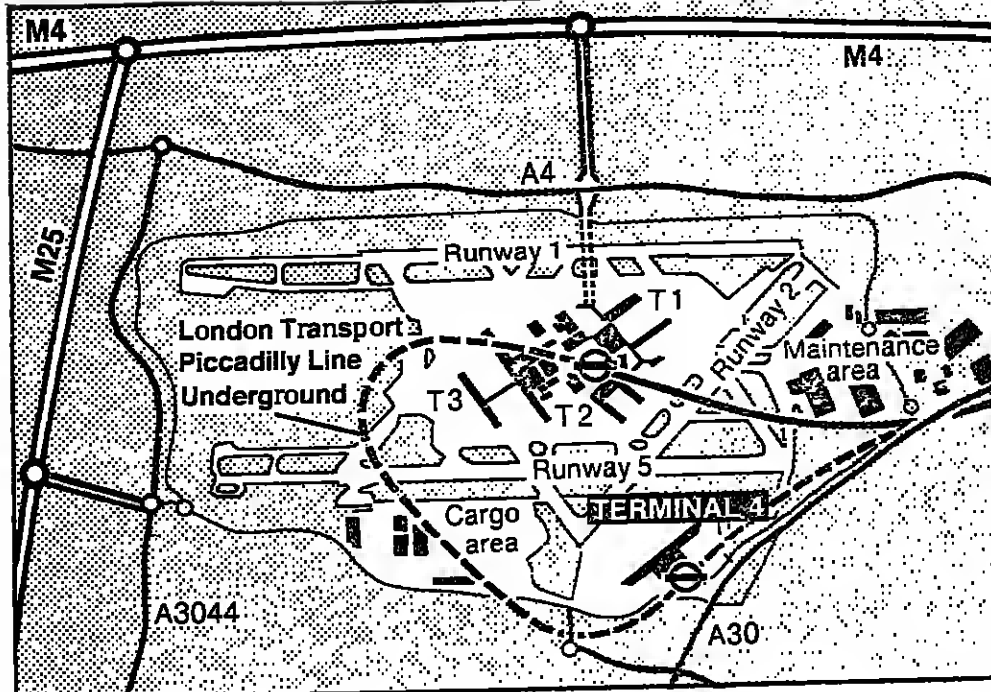 M4
M4
A4
M25
Runway 1
T1
Runway 2
London Transport
Piccadilly Line
Underground
Maintenance
area
T3
T2
Runway 5
TERMINAL 4
Cargo
area
A3044
A30